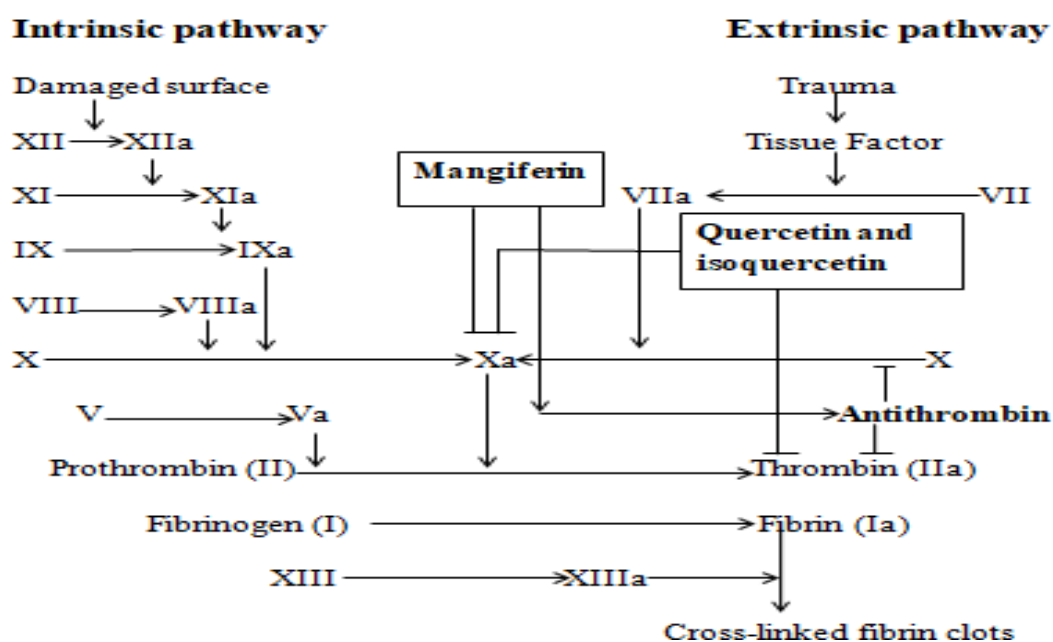 Intrinsic pathway Extrinsic pathway
Damaged surface Trauma
XII XIIa Tissue Factor
Mangiferin
XI XIa VIIa VII
Quercetin and
isoquercetin
IX IXa
VIII VIIIa
X Xa X
V Va Antithrombin
Prothrombin (II) Thrombin (IIa)
Fibrinogen (I) Fibrin (Ia)
XIII XIIIa
Cross-linked fibrin clots